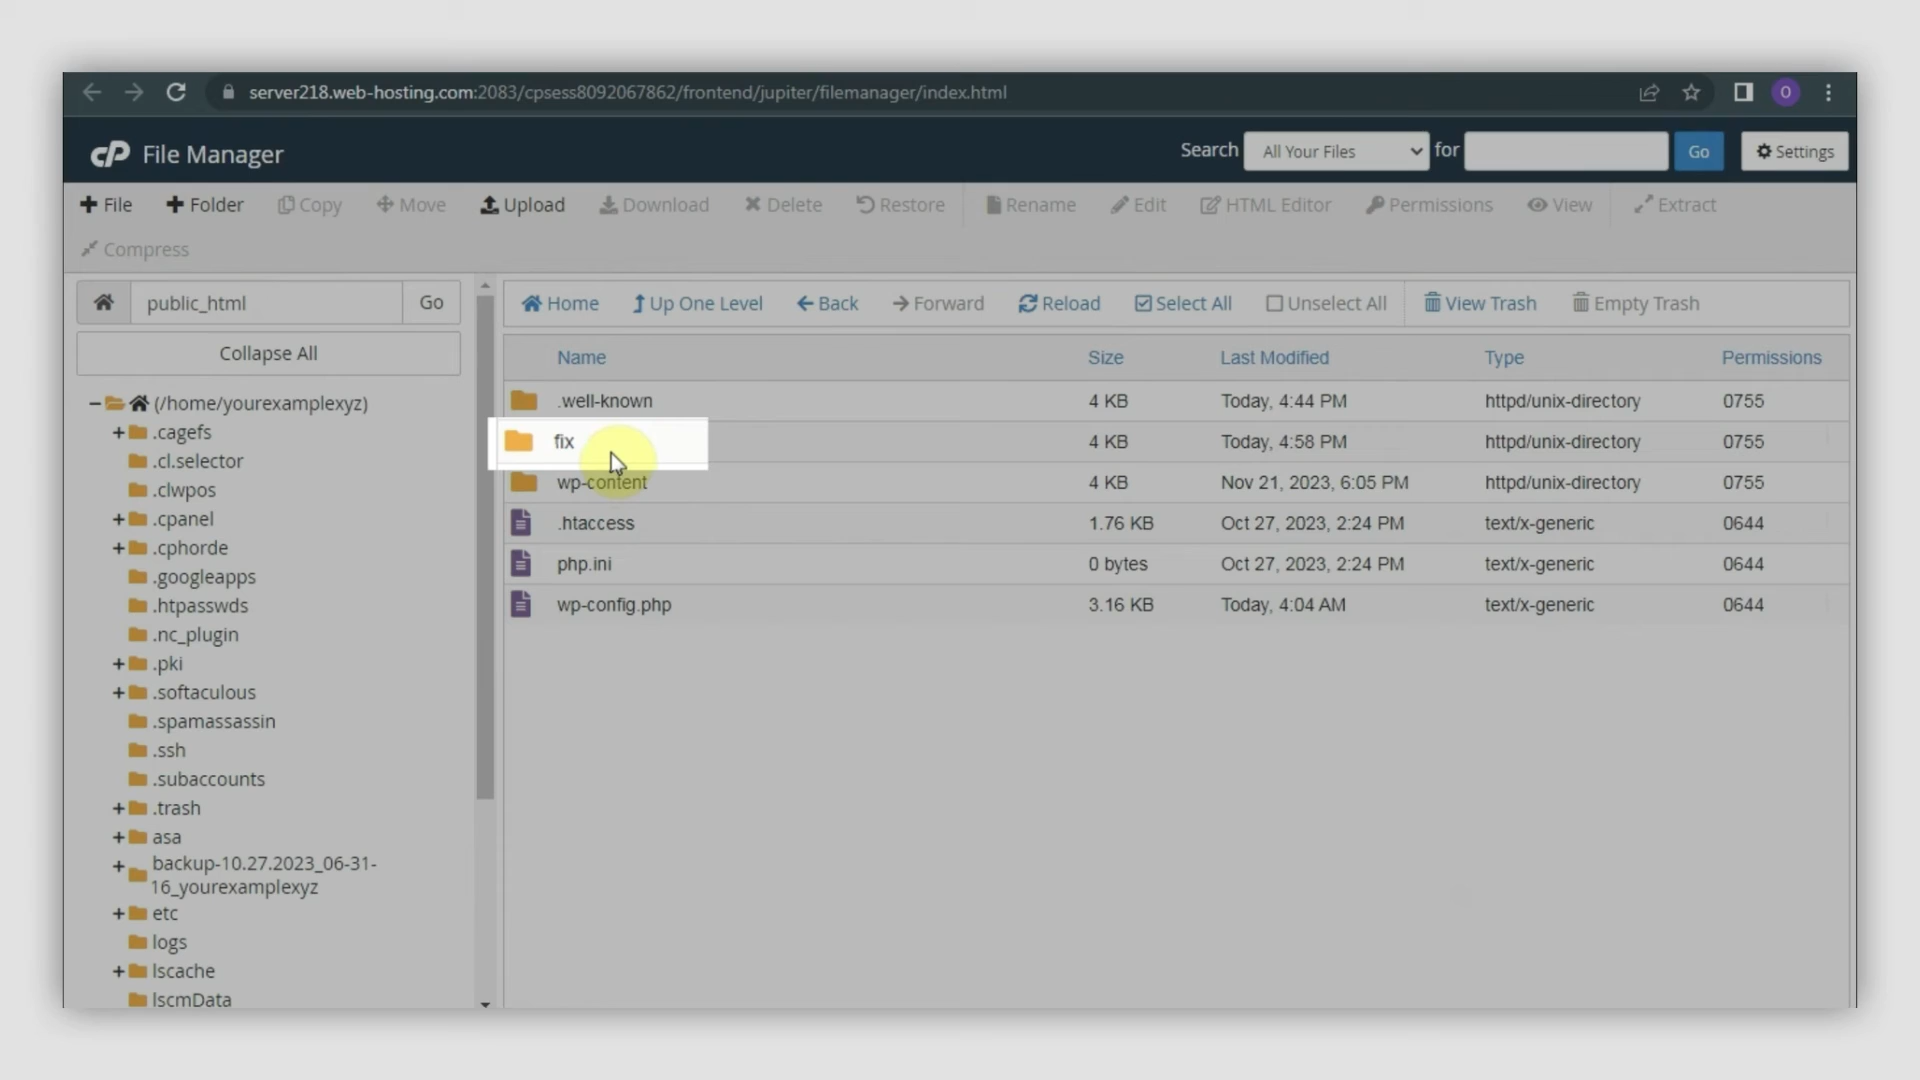 server218.web-hosting.com:2083/cpsess8092067862/frontend/jupiter/filemanager/index.html
O
cP File Manager
Search All Your Files for Go Settings
File Folder Copy Move Upload Download Delete Restore Rename Edit HTML Editor Permissions View Extract
Compress
public_html Go
Home Up One Level Back Forward Reload Select All Unselect All View Trash Empty Trash
Collapse All
(/home/yourexamplexyz)
.cagefs
.cl.selector
.clwpos
.cpanel
.cphorde
.googleapps
.htpasswds
.nc_plugin
.pki
.softaculous
.spamassassin
.ssh
.subaccounts
.trash
asa
backup-10.27.2023_06-31-
16_yourexamplexyz
etc
logs
lscache
lscmData
Name Size Last Modified Type Permissions
.well-known 4 KB Today, 4:44 PM httpd/unix-directory 0755
fix 4 KB Today, 4:58 PM httpd/unix-directory 0755
wp-content 4 KB Nov 21, 2023, 6:05 PM httpd/unix-directory 0755
.htaccess 1.76 KB Oct 27, 2023, 2:24 PM text/x-generic 0644
php.ini 0 bytes Oct 27, 2023, 2:24 PM text/x-generic 0644
wp-config.php 3.16 KB Today, 4:04 AM text/x-generic 0644